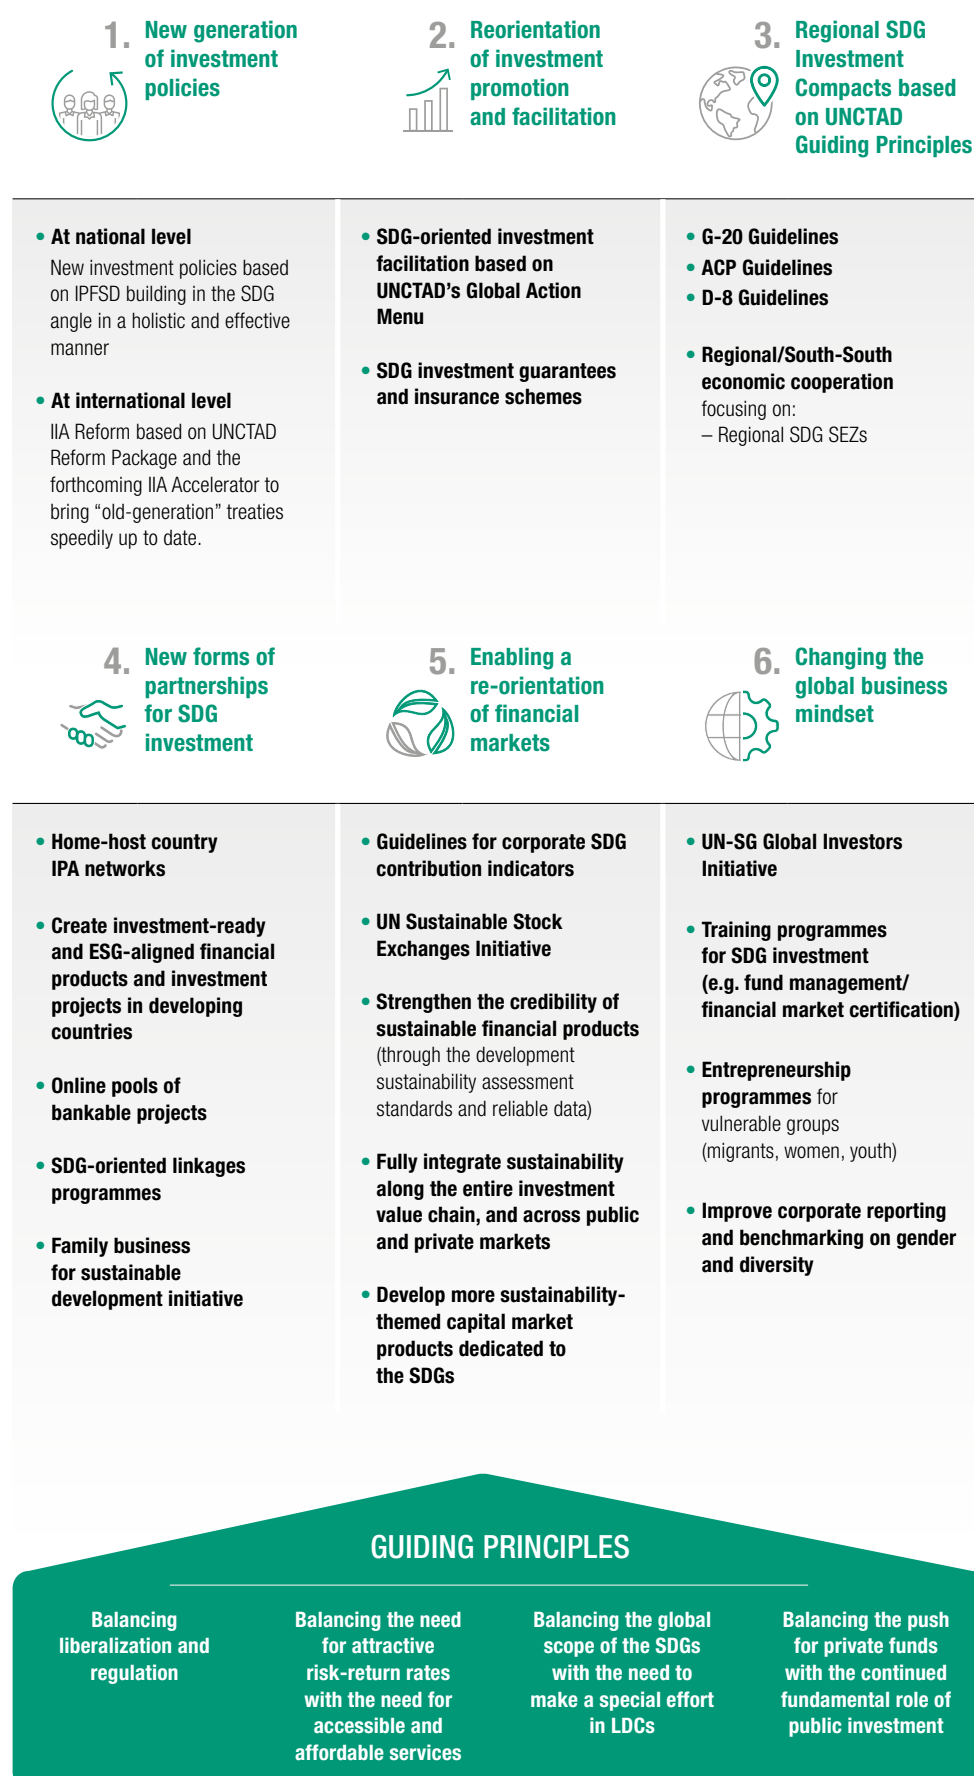 1. New generation
of investment
policies
2. Reorientation
of investment
promotion
and facilitation
3. Regional SDG
Investment
Compacts based
on UNCTAD
Guiding Principles
• At national level
New investment policies based
on IPFSD building in the SDG
angle in a holistic and effective
manner
• At international level
IIA Reform based on UNCTAD
Reform Package and the
forthcoming IIA Accelerator to
bring “old-generation” treaties
speedily up to date.
• SDG-oriented investment
facilitation based on
UNCTAD’s Global Action
Menu
• SDG investment guarantees
and insurance schemes
• G-20 Guidelines
• ACP Guidelines
• D-8 Guidelines
• Regional/South-South
economic cooperation
focusing on:
– Regional SDG SEZs
4. New forms of
partnerships
for SDG
investment
5. Enabling a
re-orientation
of financial
markets
6. Changing the
global business
mindset
• Home-host country
IPA networks
• Create investment-ready
and ESG-aligned financial
products and investment
projects in developing
countries
• Online pools of
bankable projects
• SDG-oriented linkages
programmes
• Family business
for sustainable
development initiative
• Guidelines for corporate SDG
contribution indicators
• UN Sustainable Stock
Exchanges Initiative
• Strengthen the credibility of
sustainable financial products
(through the development
sustainability assessment
standards and reliable data)
• Fully integrate sustainability
along the entire investment
value chain, and across public
and private markets
• Develop more sustainability-
themed capital market
products dedicated to
the SDGs
• UN-SG Global Investors
Initiative
• Training programmes
for SDG investment
(e.g. fund management/
financial market certification)
• Entrepreneurship
programmes for
vulnerable groups
(migrants, women, youth)
• Improve corporate reporting
and benchmarking on gender
and diversity
GUIDING PRINCIPLES
Balancing
liberalization and
regulation
Balancing the need
for attractive
risk-return rates
with the need for
accessible and
affordable services
Balancing the global
scope of the SDGs
with the need to
make a special effort
in LDCs
Balancing the push
for private funds
with the continued
fundamental role of
public investment